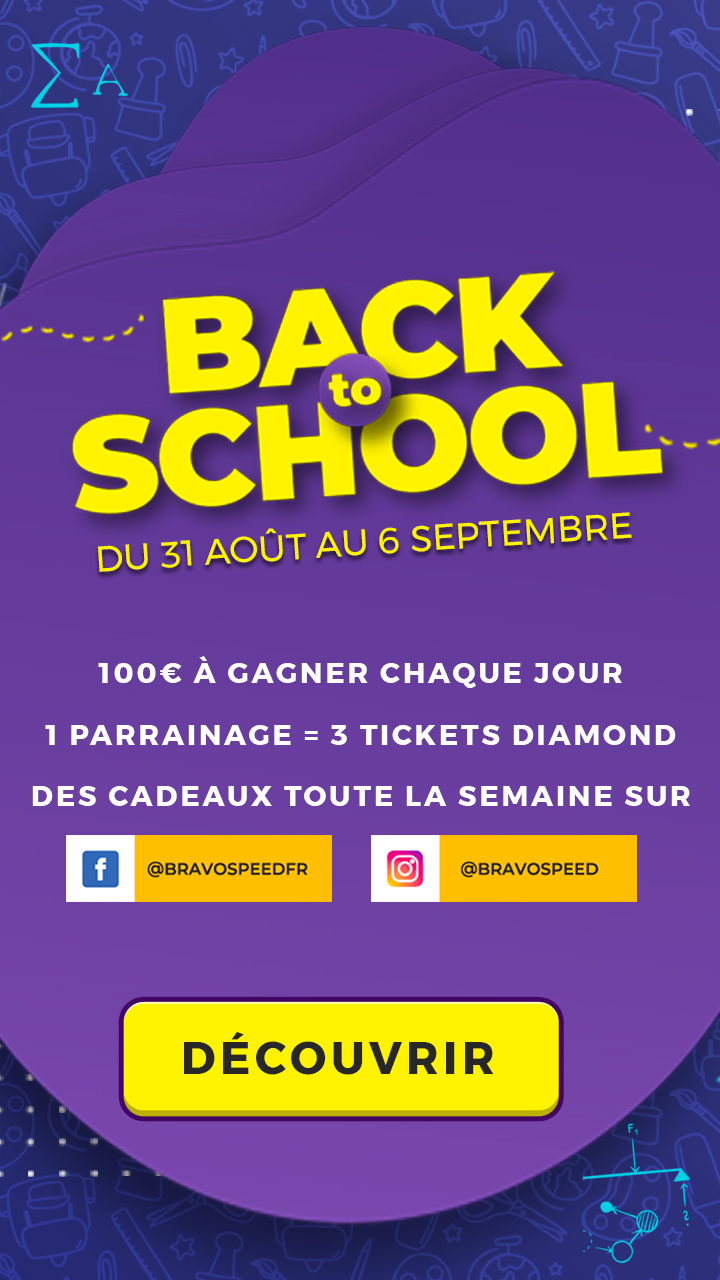 Σ A
BACK
to
SCHOOL
DU 31 AOÛT AU 6 SEPTEMBRE
100€ À GAGNER CHAQUE JOUR
1 PARRAINAGE = 3 TICKETS DIAMOND
DES CADEAUX TOUTE LA SEMAINE SUR
@BRAVOSPEEDFR
@BRAVOSPEED
DÉCOUVRIR
F₁
?